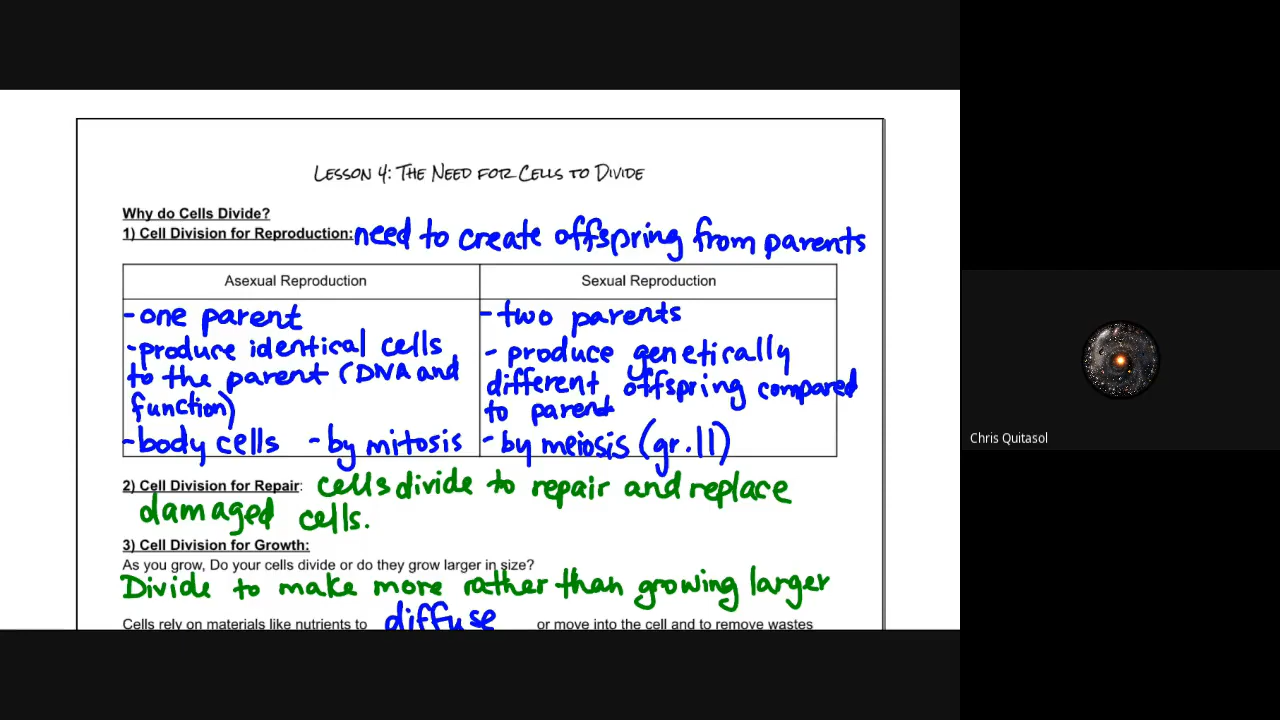 Lesson 4: The Need for Cells to Divide
Why do Cells Divide?
1) Cell Division for Reproduction: need to create offspring from parents
Asexual Reproduction
- one parent
- produce identical cells
to the parent (DNA and
function)
- body cells - by mitosis
Sexual Reproduction
- two parents
- produce genetically
different offspring compared
to parent
- by meiosis (gr.11)
2) Cell Division for Repair: cells divide to repair and replace
damaged cells.
3) Cell Division for Growth:
As you grow, Do your cells divide or do they grow larger in size?
Divide to make more rather than growing larger
Cells rely on materials like nutrients to diffuse or move into the cell and to remove wastes
Chris Quitasol